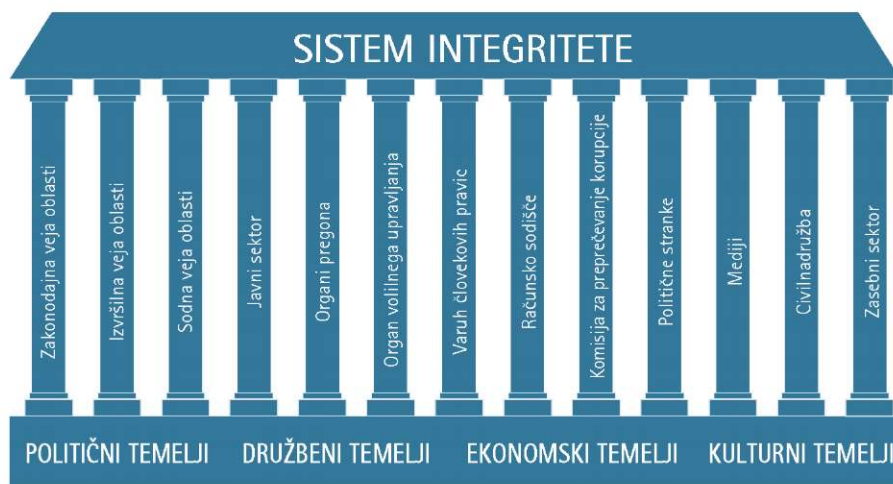 SISTEM INTEGRITETE
Zakonodajna veja oblasti
Izvršilna veja oblasti
Sodna veja oblasti
Javni sektor
Organi pregona
Organ volilnega upravljanja
Varuh človekovih pravic
Računsko sodišče
Komisija za preprečevanje korupcije
Politične stranke
Mediji
Civilnadružba
Zasebni sektor
POLITIČNI TEMELJI DRUŽBENI TEMELJI EKONOMSKI TEMELJI KULTURNI TEMELJI